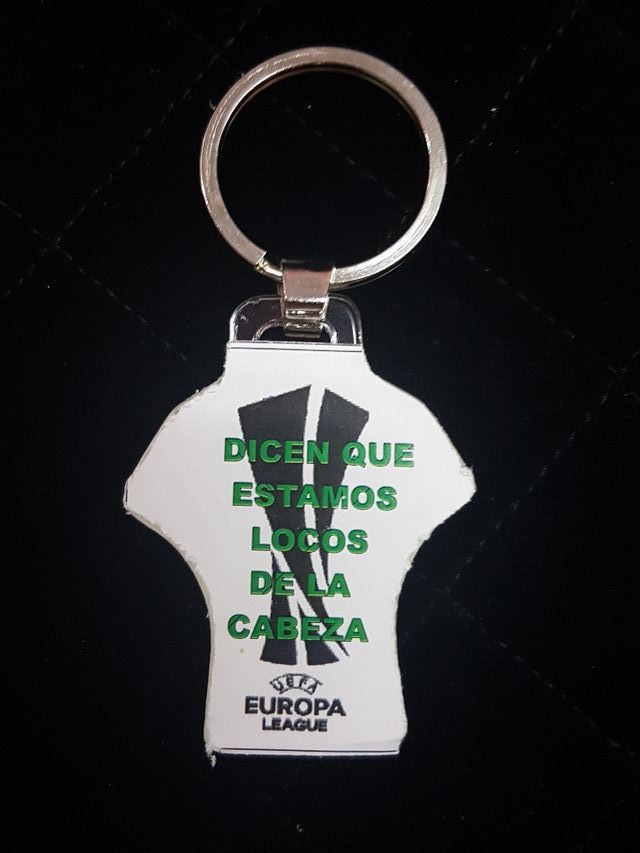 DICEN QUE
ESTAMOS
LOCOS
DE LA
CABEZA
UEFA
EUROPA
LEAGUE